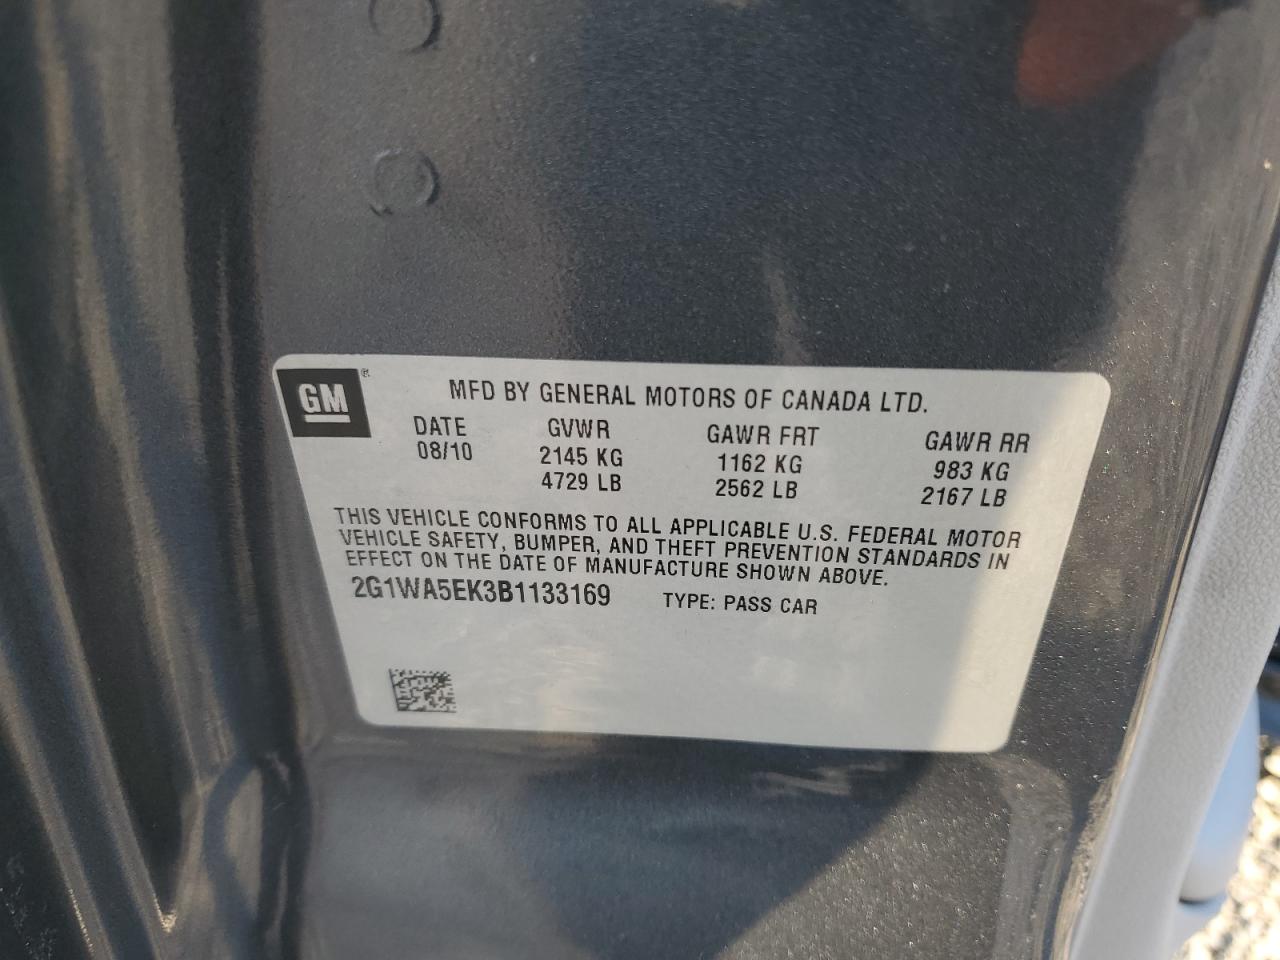 GM®
MFD BY GENERAL MOTORS OF CANADA LTD.
DATE GVWR GAWR FRT GAWR RR
08/10 2145 KG 1162 KG 983 KG
4729 LB 2562 LB 2167 LB
THIS VEHICLE CONFORMS TO ALL APPLICABLE U.S. FEDERAL MOTOR
VEHICLE SAFETY, BUMPER, AND THEFT PREVENTION STANDARDS IN
EFFECT ON THE DATE OF MANUFACTURE SHOWN ABOVE.
2G1WA5EK3B1133169 TYPE: PASS CAR